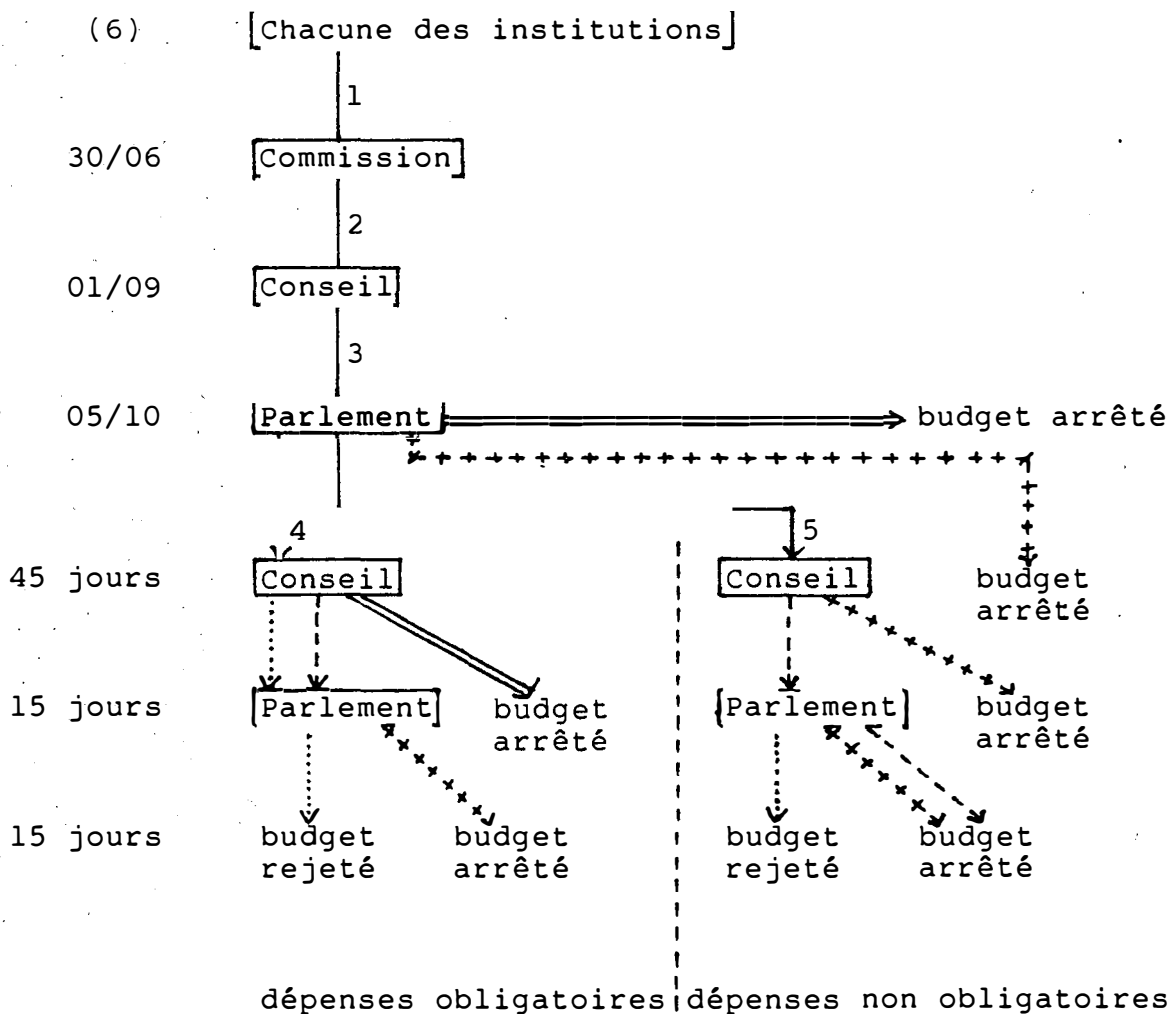 (6) [Chacune des institutions]
1
30/06 [Commission]
2
01/09 [Conseil]
3
05/10 [Parlement] budget arrêté
4 5
45 jours [Conseil] [Conseil] budget
arrêté
15 jours [Parlement] budget [Parlement] budget
arrêté arrêté
15 jours budget budget budget budget
rejeté arrêté rejeté arrêté
dépenses obligatoires dépenses non obligatoires